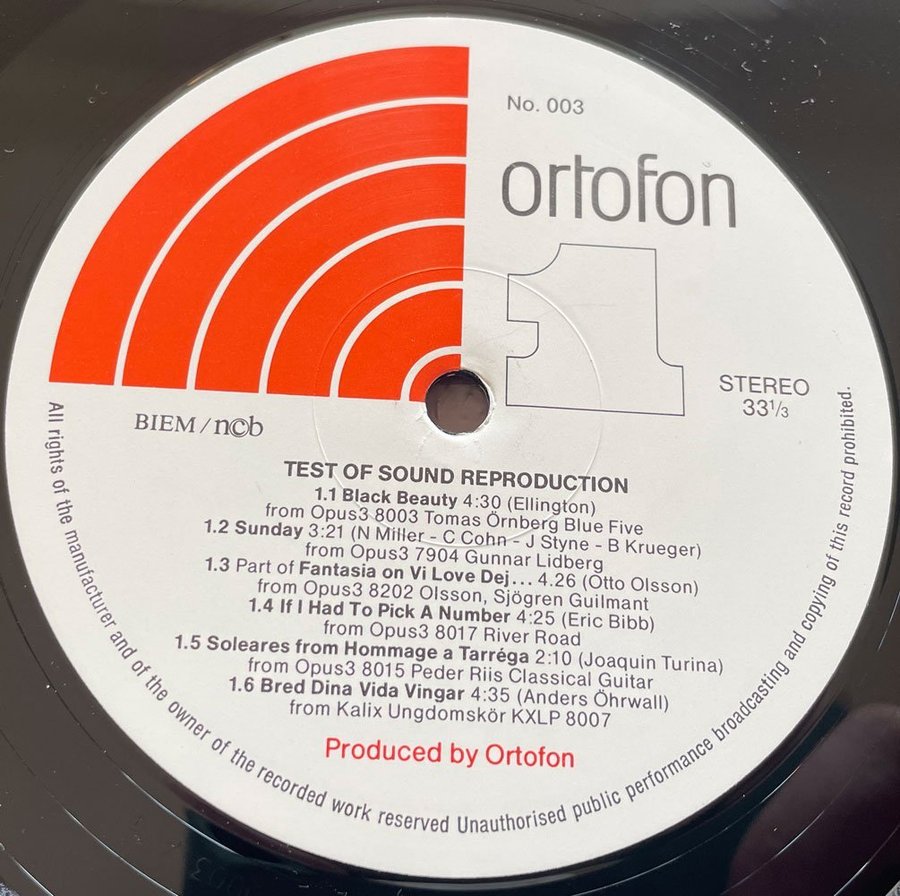 No. 003
ortofon
1
STEREO
33⅓
BIEM/n©b
TEST OF SOUND REPRODUCTION
1.1 Black Beauty 4:30 (Ellington)
from Opus3 8003 Tomas Örnberg Blue Five
1.2 Sunday 3:21 (N Miller - C Cohn - J Styne - B Krueger)
from Opus3 7904 Gunnar Lidberg
1.3 Part of Fantasia on Vi Love Dej... 4.26 (Otto Olsson)
from Opus3 8202 Olsson, Sjögren Guilmant
1.4 If I Had To Pick A Number 4:25 (Eric Bibb)
from Opus3 8017 River Road
1.5 Soleares from Hommage a Tarréga 2:10 (Joaquin Turina)
from Opus3 8015 Peder Riis Classical Guitar
1.6 Bred Dina Vida Vingar 4:35 (Anders Öhrwall)
from Kalix Ungdomskör KXLP 8007
Produced by Ortofon
All rights of the manufacturer and of the owner of the recorded work reserved Unauthorised public performance broadcasting and copying of this record prohibited.